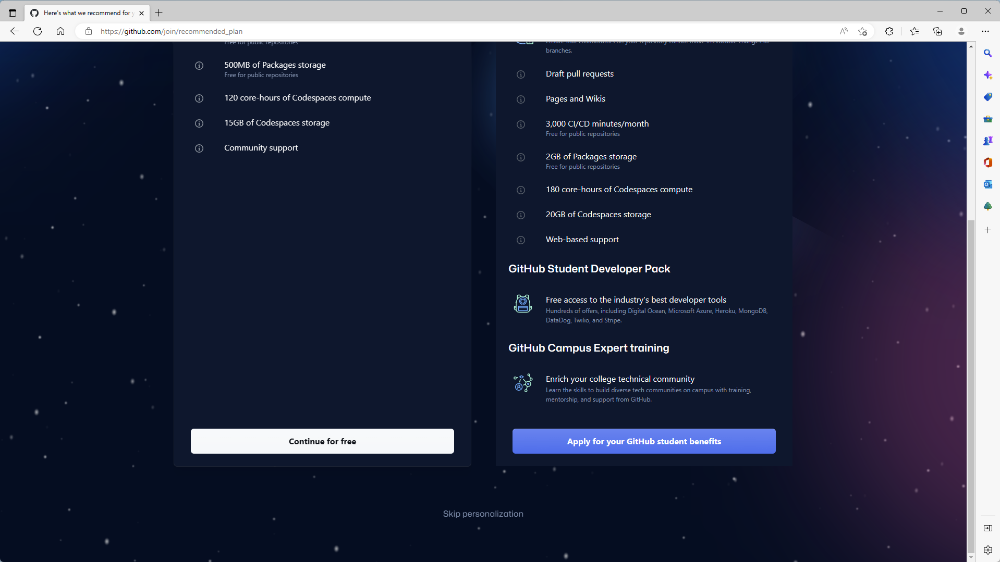 Here's what we recommend for y
https://github.com/join/recommended_plan
Free for public repositories
500MB of Packages storage
Free for public repositories
120 core-hours of Codespaces compute
15GB of Codespaces storage
Community support
Continue for free
Ensure that collaborators on your repository cannot make irrevocable changes to
branches.
Draft pull requests
Pages and Wikis
3,000 CI/CD minutes/month
Free for public repositories
2GB of Packages storage
Free for public repositories
180 core-hours of Codespaces compute
20GB of Codespaces storage
Web-based support
GitHub Student Developer Pack
Free access to the industry's best developer tools
Hundreds of offers, including Digital Ocean, Microsoft Azure, Heroku, MongoDB,
DataDog, Twilio, and Stripe.
GitHub Campus Expert training
Enrich your college technical community
Learn the skills to build diverse tech communities on campus with training,
mentorship, and support from GitHub.
Apply for your GitHub student benefits
Skip personalization